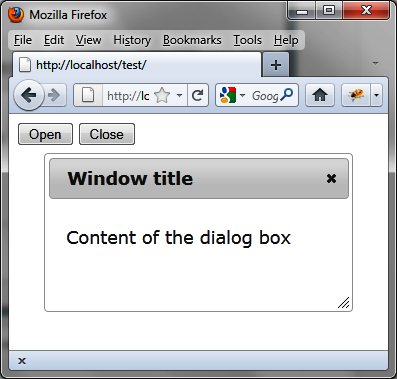 Mozilla Firefox
File Edit View History Bookmarks Tools Help
http://localhost/test/
http://lc Goog
Open Close
Window title
Content of the dialog box
x